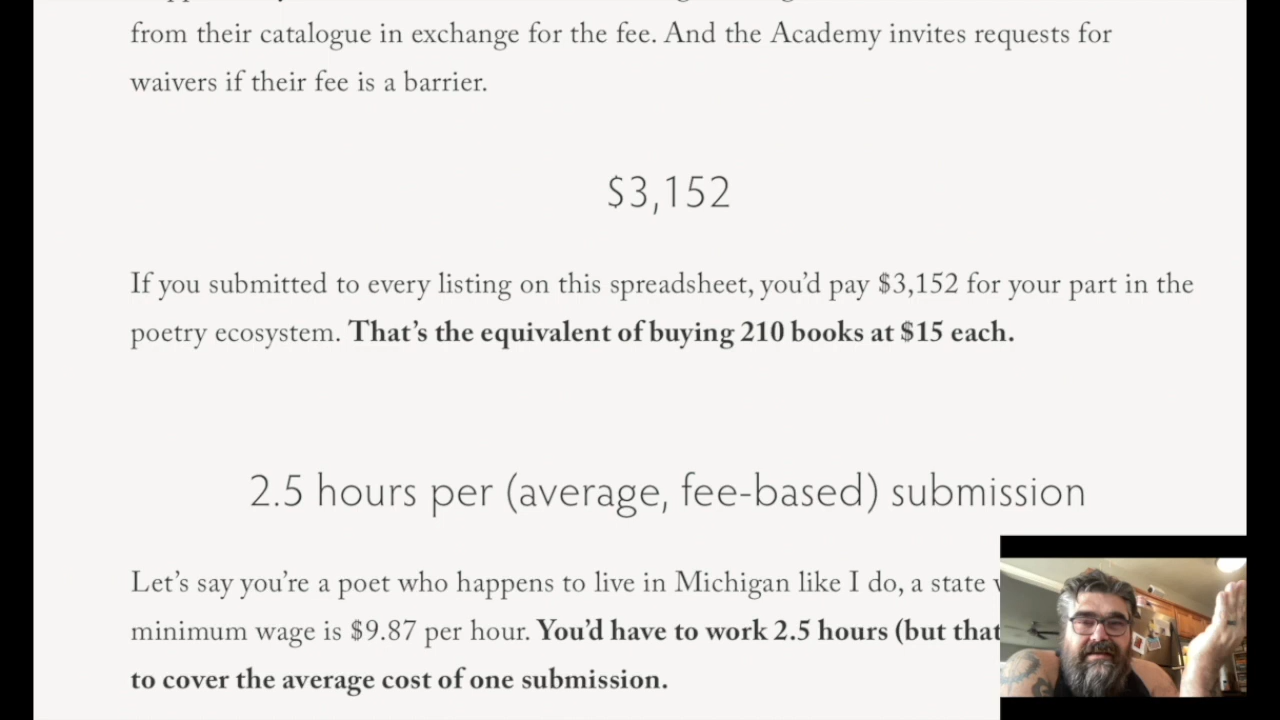 from their catalogue in exchange for the fee. And the Academy invites requests for
waivers if their fee is a barrier.
$3,152
If you submitted to every listing on this spreadsheet, you’d pay $3,152 for your part in the
poetry ecosystem. That’s the equivalent of buying 210 books at $15 each.
2.5 hours per (average, fee-based) submission
Let’s say you’re a poet who happens to live in Michigan like I do, a state
minimum wage is $9.87 per hour. You’d have to work 2.5 hours (but that
to cover the average cost of one submission.